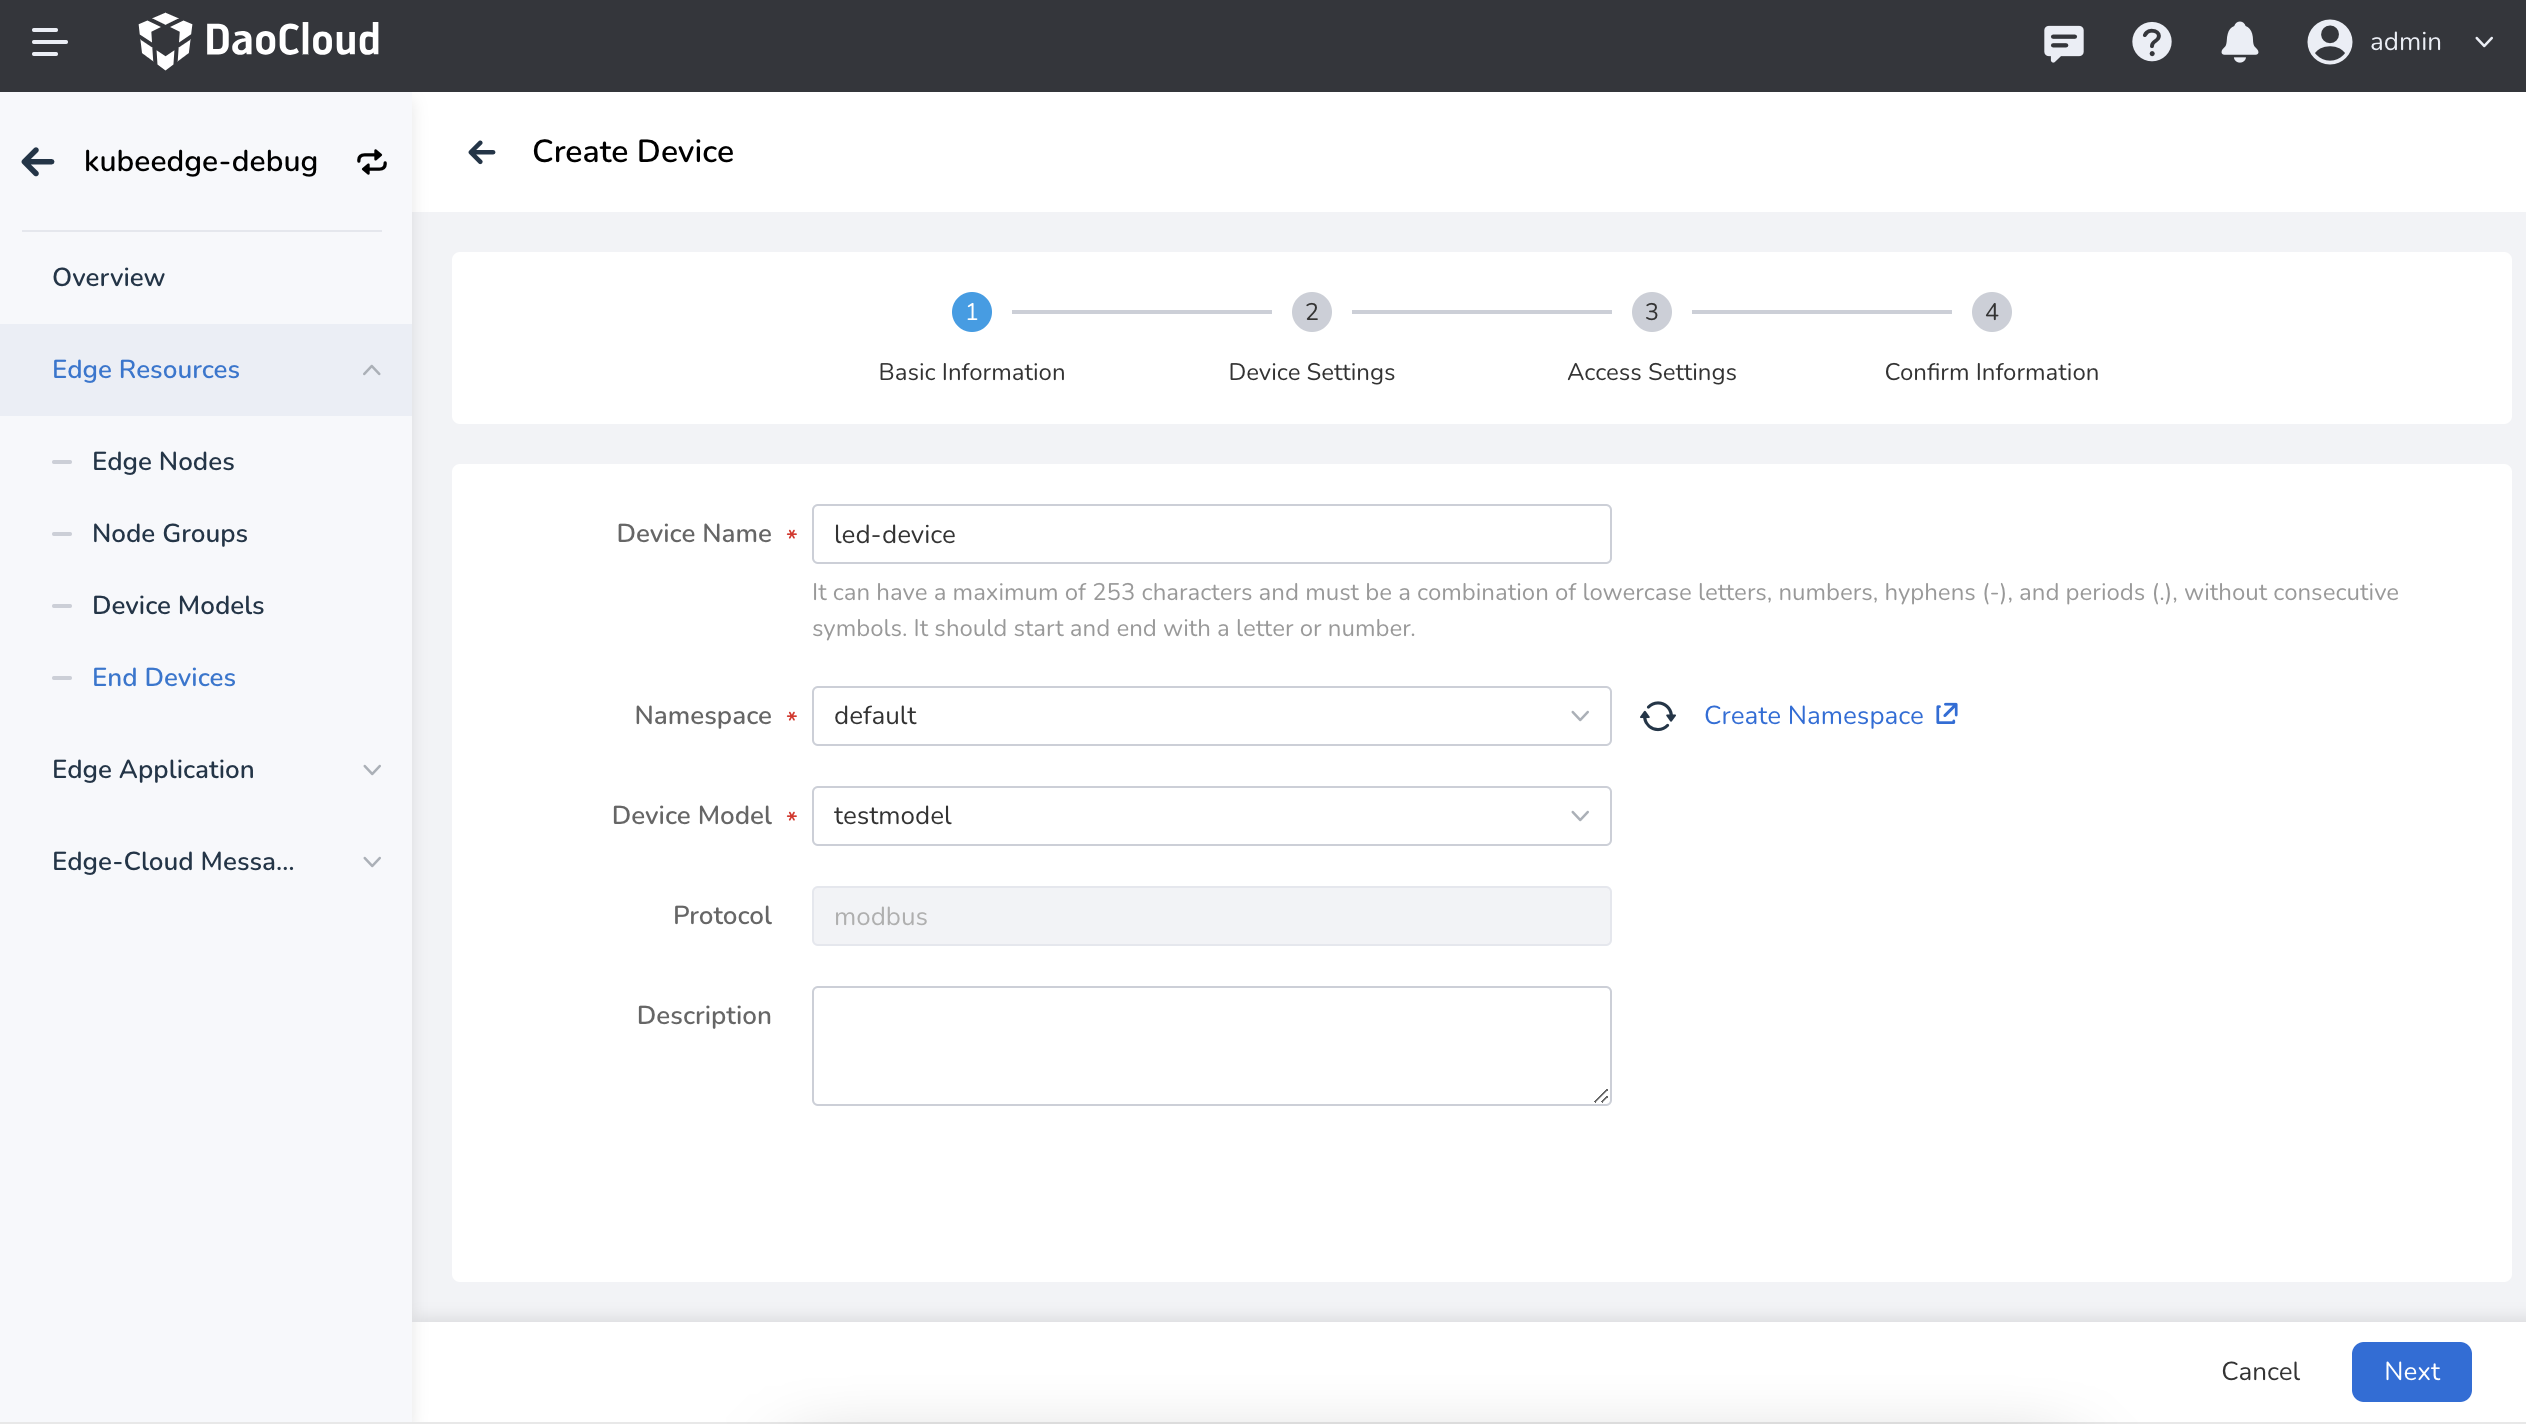 DaoCloud
admin
kubeedge-debug
Overview
Edge Resources
Edge Nodes
Node Groups
Device Models
End Devices
Edge Application
Edge-Cloud Messa...
Create Device
1
2
3
4
Basic Information
Device Settings
Access Settings
Confirm Information
Device Name *
led-device
It can have a maximum of 253 characters and must be a combination of lowercase letters, numbers, hyphens (-), and periods (.), without consecutive
symbols. It should start and end with a letter or number.
Namespace *
default
Create Namespace
Device Model *
testmodel
Protocol
modbus
Description
Cancel
Next